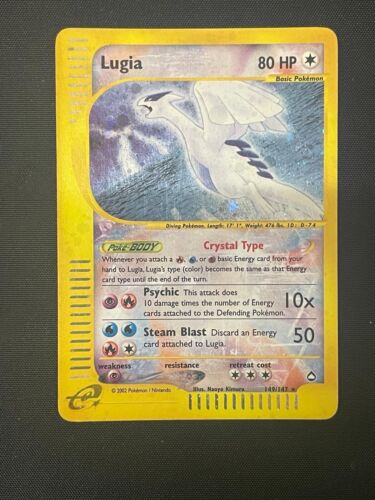 Lugia 80 HP
Basic Pokémon
Diving Pokémon. Length: 17' 1", Weight: 476 lbs. ID: D-74
Poké-BODY Crystal Type
Whenever you attach a , , or basic Energy card from your
hand to Lugia, Lugia's type (color) becomes the same as that Energy
type until the end of the turn.
Psychic This attack does
10 damage times the number of Energy
cards attached to the Defending Pokémon.
10x
Steam Blast Discard an Energy
card attached to Lugia.
50
weakness resistance retreat cost
© 2002 Pokémon / Nintendo
Illus. Naoyo Kimura
149/147
e